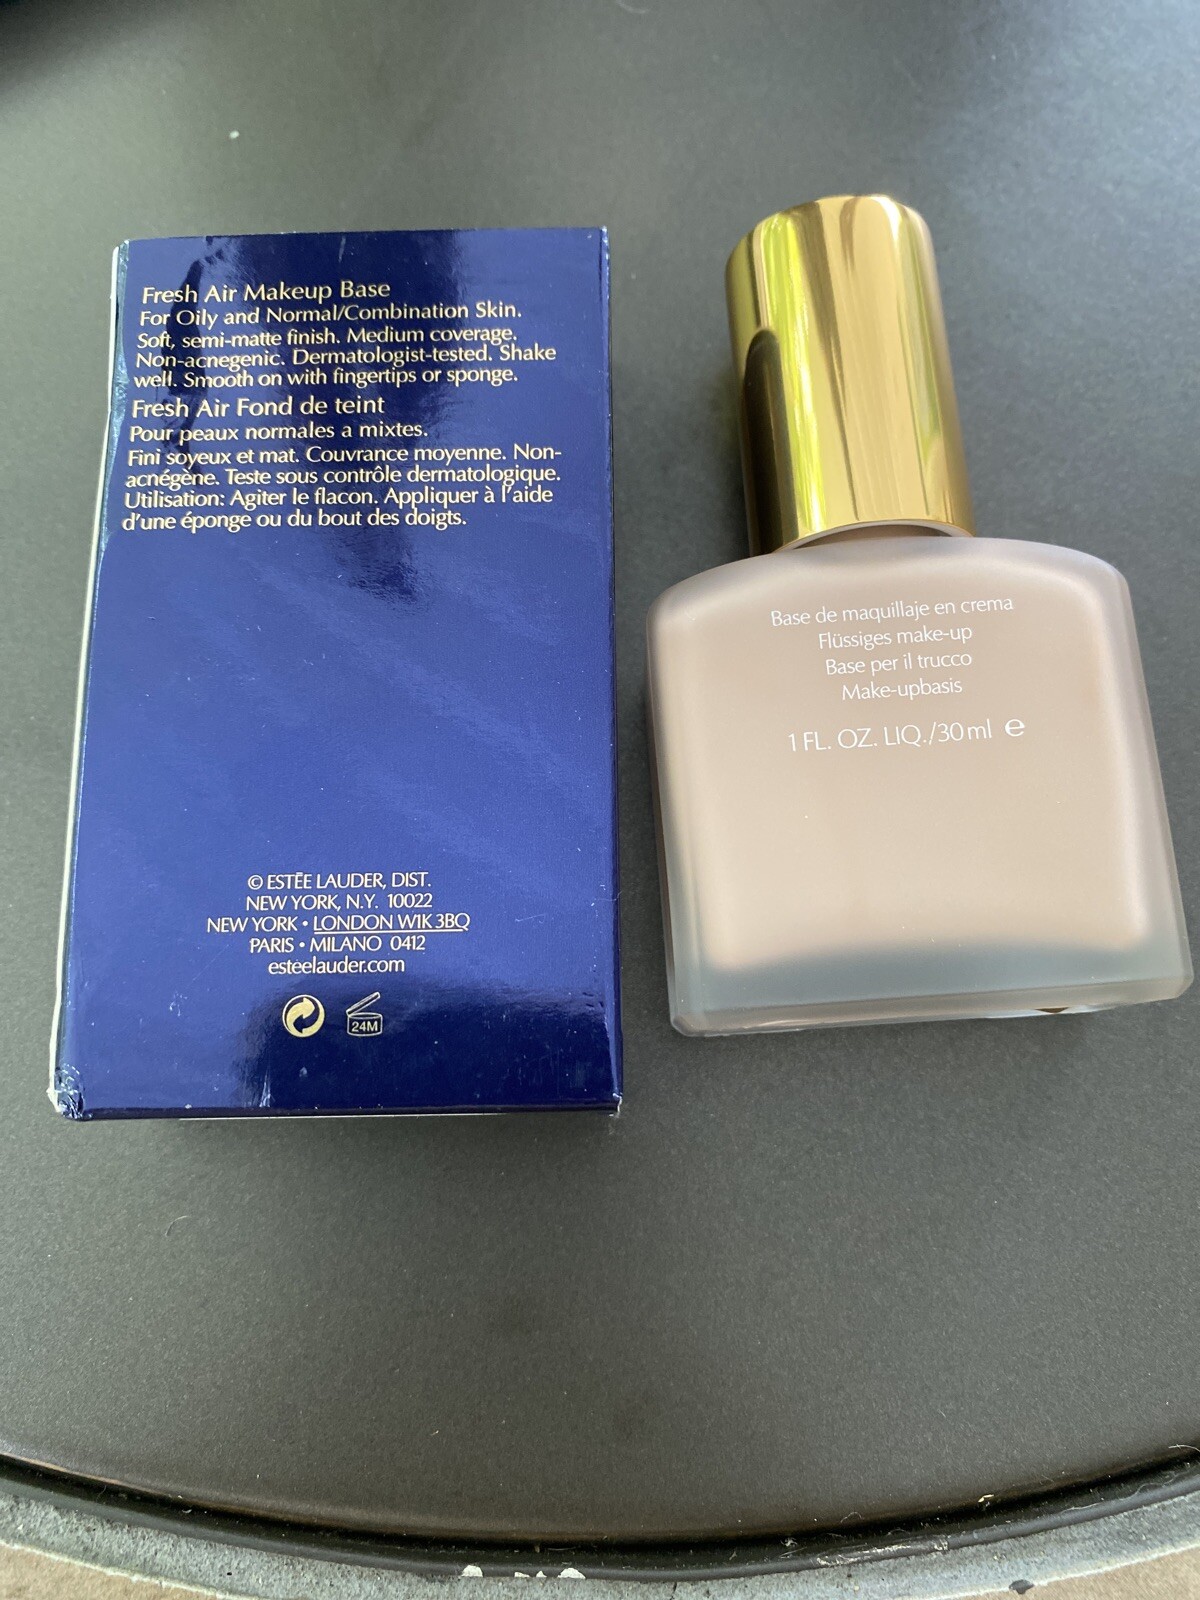 Fresh Air Makeup Base
For Oily and Normal/Combination Skin.
Soft, semi-matte finish. Medium coverage.
Non-acnegenic. Dermatologist-tested. Shake
well. Smooth on with fingertips or sponge.
Fresh Air Fond de teint
Pour peaux normales a mixtes.
Fini soyeux et mat. Couvrance moyenne. Non-
acnégène. Teste sous contrôle dermatologique.
Utilisation: Agiter le flacon. Appliquer à l'aide
d'une éponge ou du bout des doigts.
© ESTĒE LAUDER, DIST.
NEW YORK, N.Y. 10022
NEW YORK • LONDON WIK 3BQ
PARIS • MILANO 0412
esteelauder.com
24M
Base de maquillaje en crema
Flüssiges make-up
Base per il trucco
Make-upbasis
1 FL. OZ. LIQ./30 ml ℮